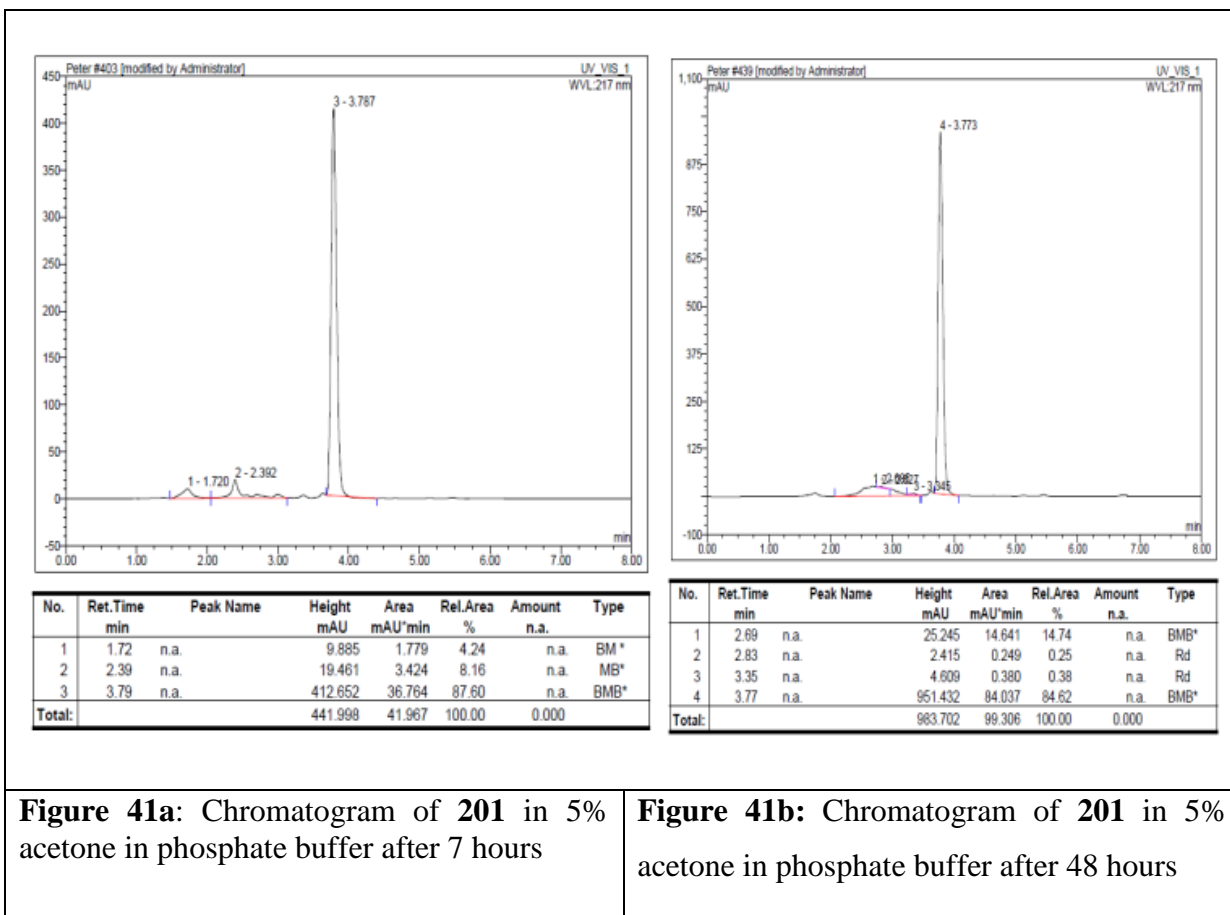 Peter #403 [modified by Administrator] UV_VIS_1
mAU WVL:217 nm
450
400
350
300
250
200
150
100
50
0
-50
3 - 3.787
1 - 1.720
2 - 2.392
min
0.00 1.00 2.00 3.00 4.00 5.00 6.00 7.00 8.00
No. Ret.Time Peak Name Height Area Rel.Area Amount Type
min mAU mAU*min % n.a.
1 1.72 n.a. 9.885 1.779 4.24 n.a. BM *
2 2.39 n.a. 19.461 3.424 8.16 n.a. MB*
3 3.79 n.a. 412.652 36.764 87.60 n.a. BMB*
Total: 441.998 41.967 100.00 0.000
Peter #439 [modified by Administrator] UV_VIS_1
mAU WVL:217 nm
1,100
875
750
625
500
375
250
125
-100
4 - 3.773
3 - 3.345
min
0.00 1.00 2.00 3.00 4.00 5.00 6.00 7.00 8.00
No. Ret.Time Peak Name Height Area Rel.Area Amount Type
min mAU mAU*min % n.a.
1 2.69 n.a. 25.245 14.641 14.74 n.a. BMB*
2 2.83 n.a. 2.415 0.249 0.25 n.a. Rd
3 3.35 n.a. 4.609 0.380 0.38 n.a. Rd
4 3.77 n.a. 951.432 84.037 84.62 n.a. BMB*
Total: 983.702 99.306 100.00 0.000
Figure 41a: Chromatogram of 201 in 5%
acetone in phosphate buffer after 7 hours
Figure 41b: Chromatogram of 201 in 5%
acetone in phosphate buffer after 48 hours